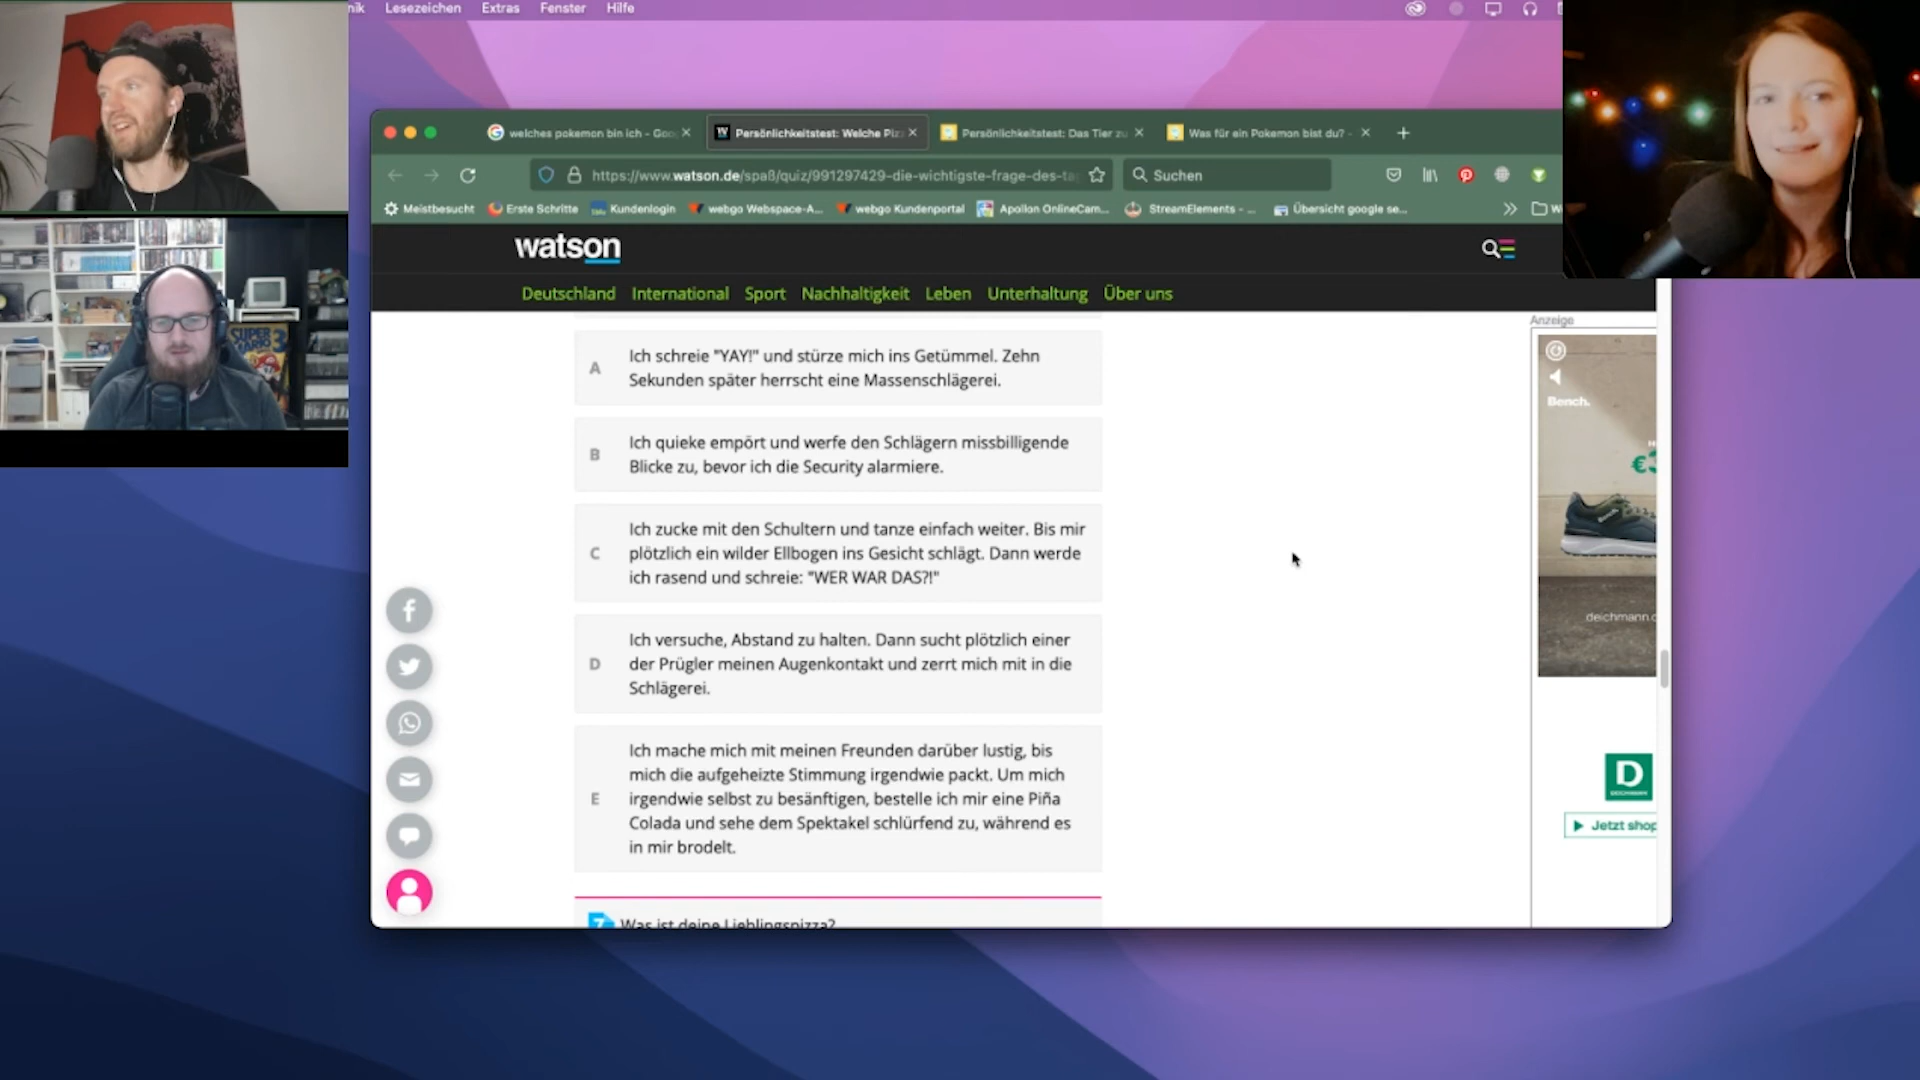 Lesezeichen Extras Fenster Hilfe
welches pokemon bin ich - Goo
Persönlichkeitstest: Welche Piz
Persönlichkeitstest: Das Tier zu
Was für ein Pokemon bist du? -
https://www.watson.de/spaß/quiz/991297429-die-wichtigste-frage-des-ta
Suchen
Meistbesucht
Erste Schritte
Kundenlogin
webgo Webspace-A...
webgo Kundenportal
Apollon OnlineCam...
StreamElements - ...
Übersicht google se...
watson
Deutschland International Sport Nachhaltigkeit Leben Unterhaltung Über uns
Anzeige
A
Ich schreie "YAY!" und stürze mich ins Getümmel. Zehn
Sekunden später herrscht eine Massenschlägerei.
B
Ich quieke empört und werfe den Schlägern missbilligende
Blicke zu, bevor ich die Security alarmiere.
C
Ich zucke mit den Schultern und tanze einfach weiter. Bis mir
plötzlich ein wilder Ellbogen ins Gesicht schlägt. Dann werde
ich rasend und schreie: "WER WAR DAS?!"
D
Ich versuche, Abstand zu halten. Dann sucht plötzlich einer
der Prügler meinen Augenkontakt und zerrt mich mit in die
Schlägerei.
E
Ich mache mich mit meinen Freunden darüber lustig, bis
mich die aufgeheizte Stimmung irgendwie packt. Um mich
irgendwie selbst zu besänftigen, bestelle ich mir eine Piña
Colada und sehe dem Spektakel schlürfend zu, während es
in mir brodelt.
7
Was ist deine Lieblingspizza?
Bench.
deichmann.c
D
DEICHMANN
Jetzt shop
SUPER
MARIO 3